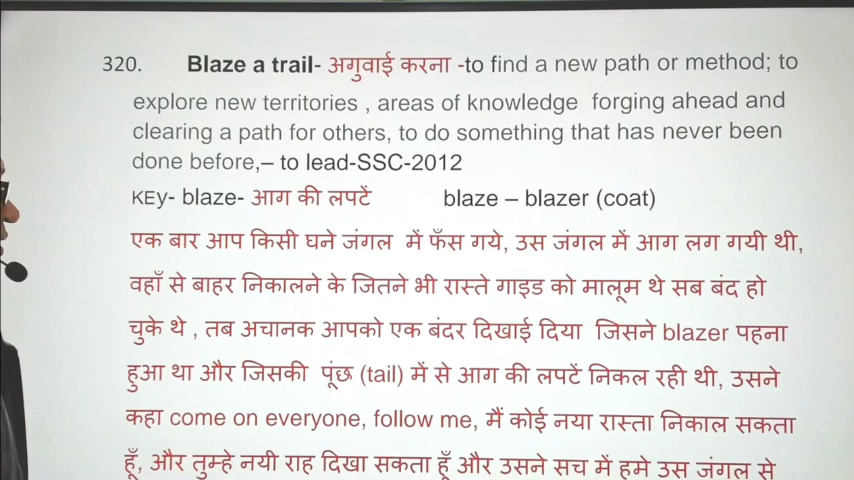 320. Blaze a trail- अगुवाई करना -to find a new path or method; to
explore new territories , areas of knowledge forging ahead and
clearing a path for others, to do something that has never been
done before,– to lead-SSC-2012
KEy- blaze- आग की लपटें blaze – blazer (coat)
एक बार आप किसी घने जंगल में फँस गये, उस जंगल में आग लग गयी थी,
वहाँ से बाहर निकालने के जितने भी रास्ते गाइड को मालूम थे सब बंद हो
चुके थे , तब अचानक आपको एक बंदर दिखाई दिया जिसने blazer पहना
हुआ था और जिसकी पूंछ (tail) में से आग की लपटें निकल रही थी, उसने
कहा come on everyone, follow me, मैं कोई नया रास्ता निकाल सकता
हूँ, और तुम्हे नयी राह दिखा सकता हूँ और उसने सच में हमे उस जंगल से